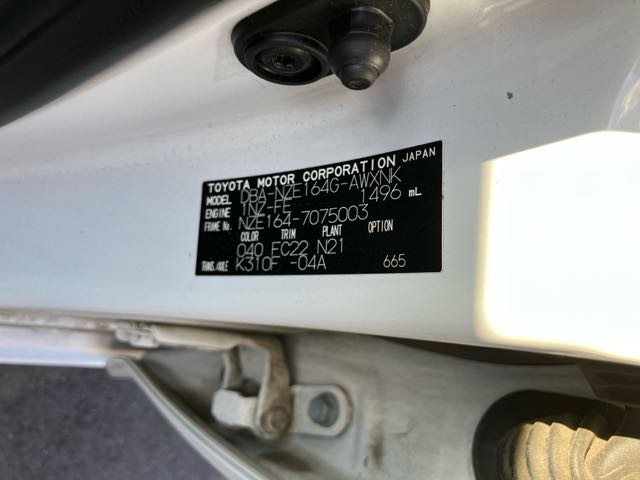 TOYOTA MOTOR CORPORATION JAPAN
MODEL DBA-NZE164G-AWXNK
ENGINE 1NZ-FE 1496 mL
FRAME No. NZE164-7075003
COLOR TRIM PLANT OPTION
040 FC22 N21
TRANS./AXLE K310F -04A 665